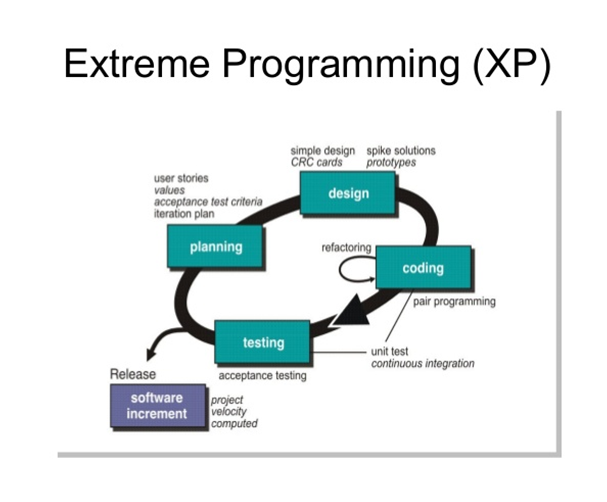 Extreme Programming (XP)
simple design
CRC cards
spike solutions
prototypes
user stories
values
acceptance test criteria
iteration plan
design
planning
refactoring
coding
pair programming
testing
unit test
continuous integration
acceptance testing
Release
software
increment
project
velocity
computed